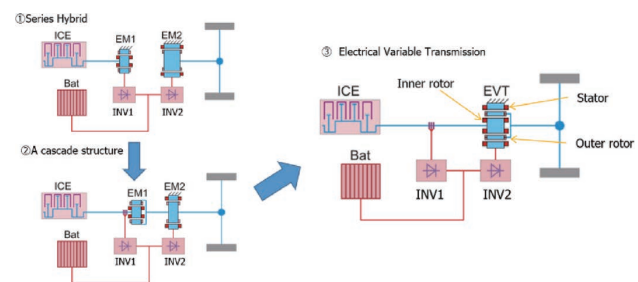 ①Series Hybrid
ICE
EM1
EM2
Bat
INV1
INV2
②A cascade structure
ICE
EM1
EM2
Bat
INV1
INV2
③ Electrical Variable Transmission
ICE
Inner rotor
EVT
Stator
Outer rotor
Bat
INV1
INV2